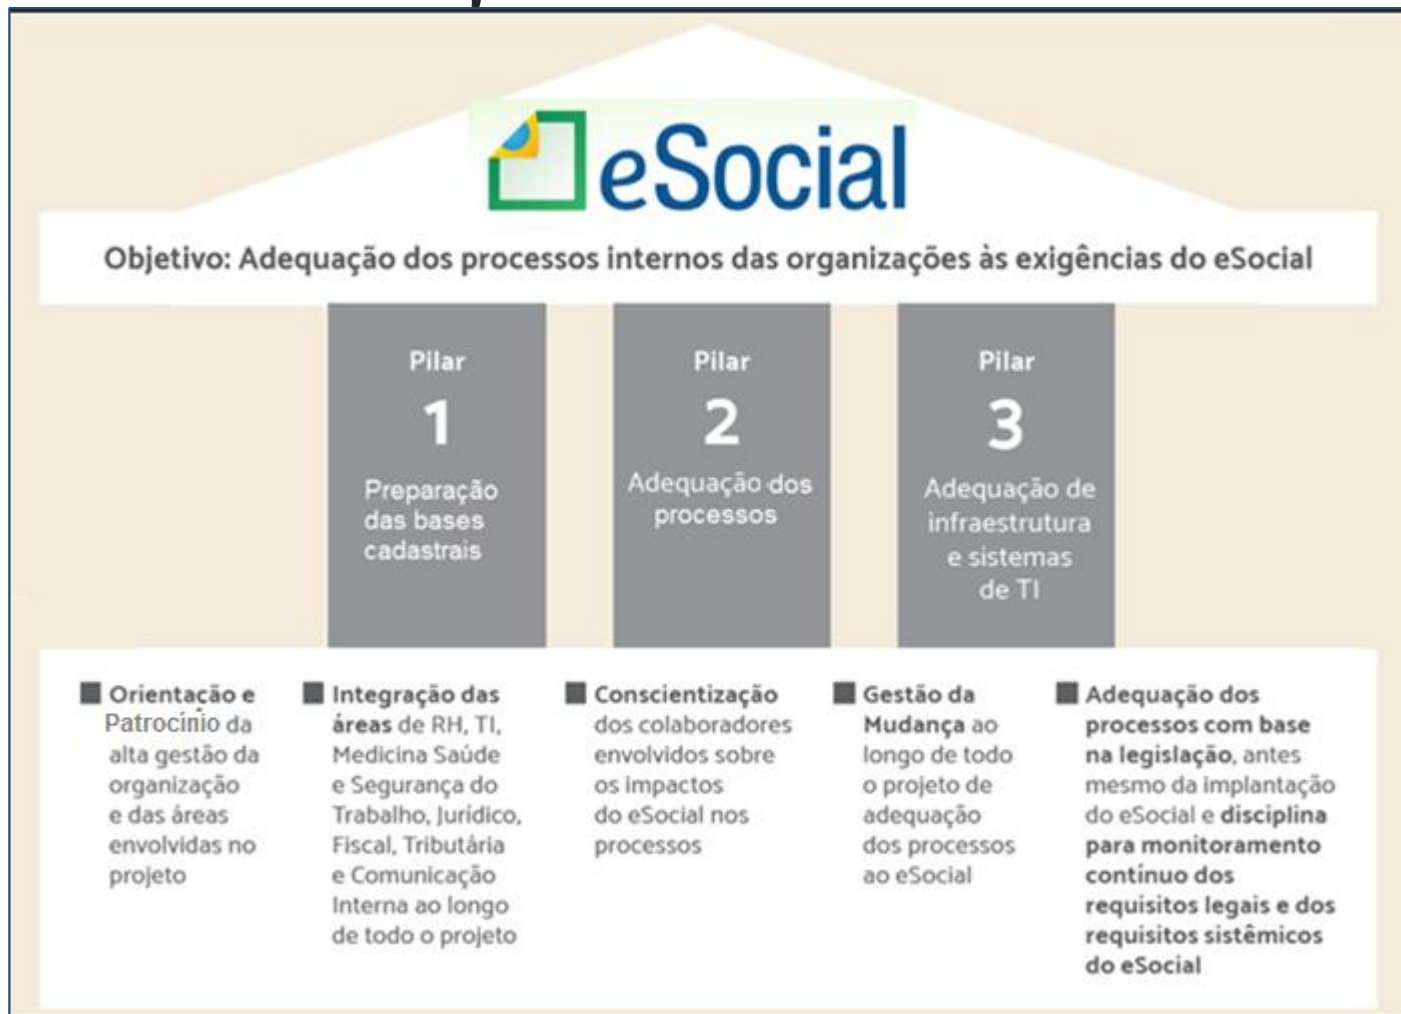 eSocial
Objetivo: Adequação dos processos internos das organizações às exigências do eSocial
Pilar
1
Preparação
das bases
cadastrais
Pilar
2
Adequação dos
processos
Pilar
3
Adequação de
infraestrutura
e sistemas
de TI
Orientação e
Patrocínio da
alta gestão da
organização
e das áreas
envolvidas no
projeto
Integração das
áreas de RH, TI,
Medicina Saúde
e Segurança do
Trabalho, Jurídico,
Fiscal, Tributária
e Comunicação
Interna ao longo
de todo o projeto
Conscientização
dos colaboradores
envolvidos sobre
os impactos
do eSocial nos
processos
Gestão da
Mudança ao
longo de todo
o projeto de
adequação
dos processos
ao eSocial
Adequação dos
processos com base
na legislação, antes
mesmo da implantação
do eSocial e disciplina
para monitoramento
contínuo dos
requisitos legais e dos
requisitos sistêmicos
do eSocial